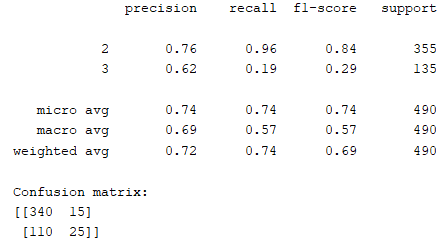 precision recall f1-score support
2 0.76 0.96 0.84 355
3 0.62 0.19 0.29 135
micro avg 0.74 0.74 0.74 490
macro avg 0.69 0.57 0.57 490
weighted avg 0.72 0.74 0.69 490
Confusion matrix:
[[340 15]
[110 25]]